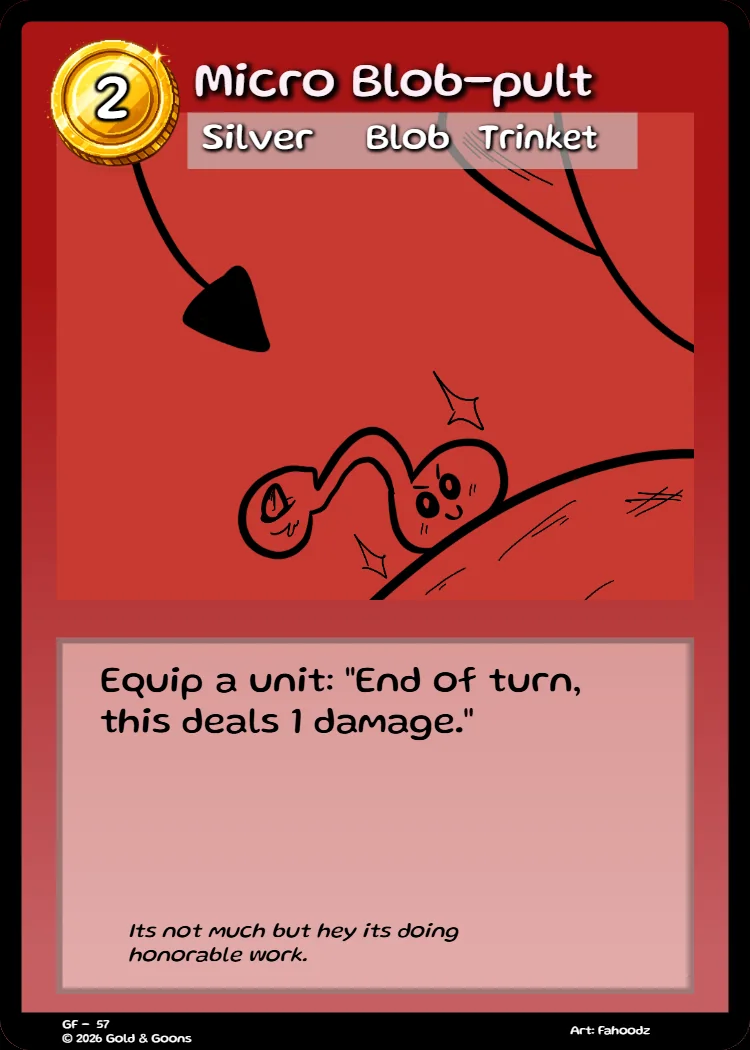 2
Micro Blob-pult
Silver Blob Trinket
Equip a unit: "End of turn,
this deals 1 damage."
Its not much but hey its doing
honorable work.
GF - 57
© 2026 Gold & Goons
Art: Fahoodz